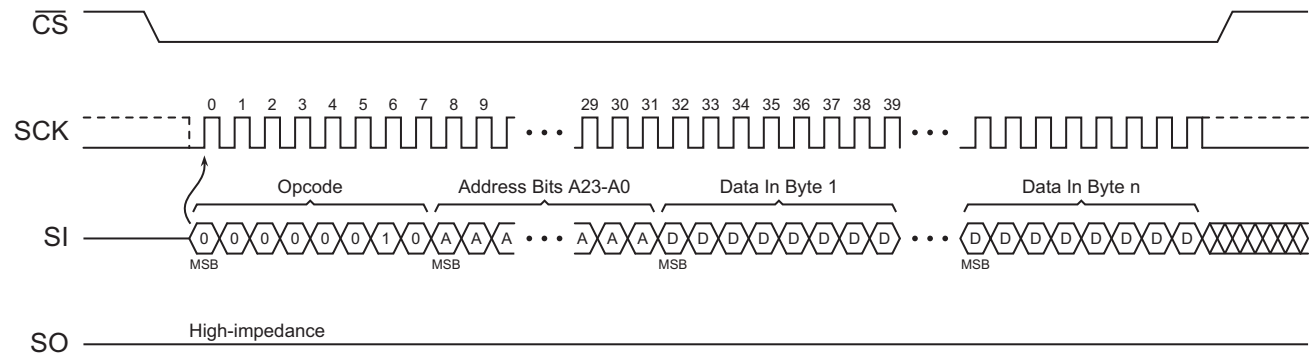 CS
0 1 2 3 4 5 6 7 8 9 29 30 31 32 33 34 35 36 37 38 39
SCK
Opcode Address Bits A23-A0 Data In Byte 1 Data In Byte n
SI 0 0 0 0 0 0 1 0 A A A A A A D D D D D D D D D D D D D D D D
MSB MSB MSB MSB
High-impedance
SO